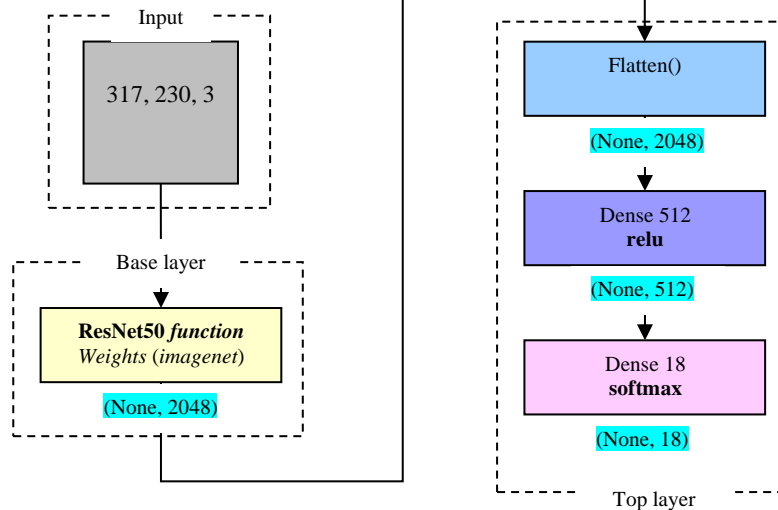 Input
317, 230, 3
Base layer
ResNet50 function
Weights (imagenet)
(None, 2048)
Flatten()
(None, 2048)
Dense 512
relu
(None, 512)
Dense 18
softmax
(None, 18)
Top layer